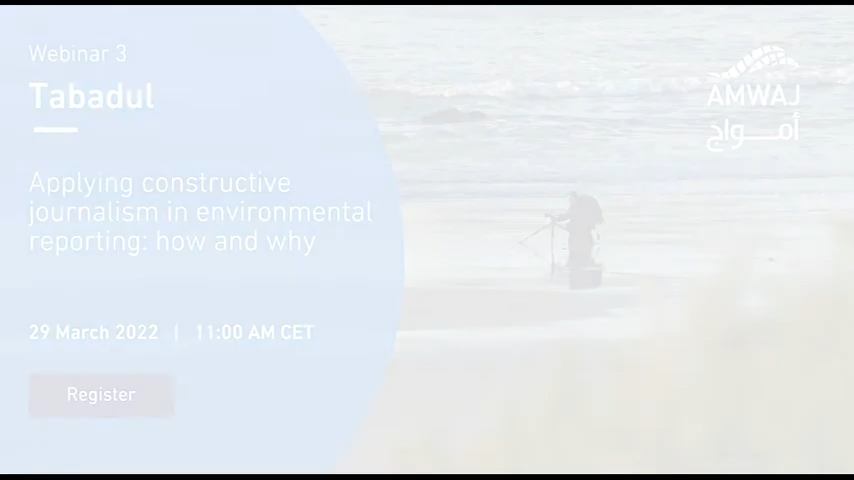 Webinar 3
Tabadul
Applying constructive
journalism in environmental
reporting: how and why
29 March 2022 | 11:00 AM CET
Register
AMWAJ
أمواج